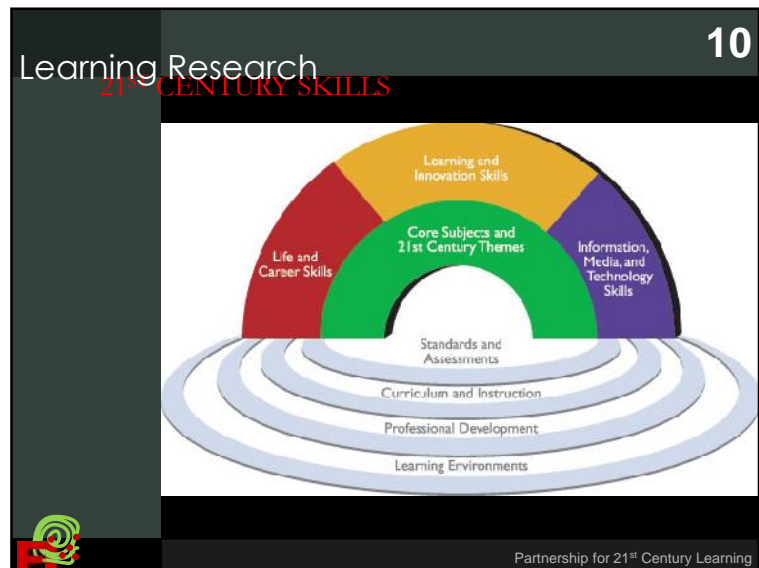 10
Learning Research
21ST CENTURY SKILLS
Learning and
Innovation Skills
Core Subjects and
21st Century Themes
Life and
Career Skills
Information,
Media, and
Technology
Skills
Standards and
Assessments
Curriculum and Instruction
Professional Development
Learning Environments
Partnership for 21st Century Learning